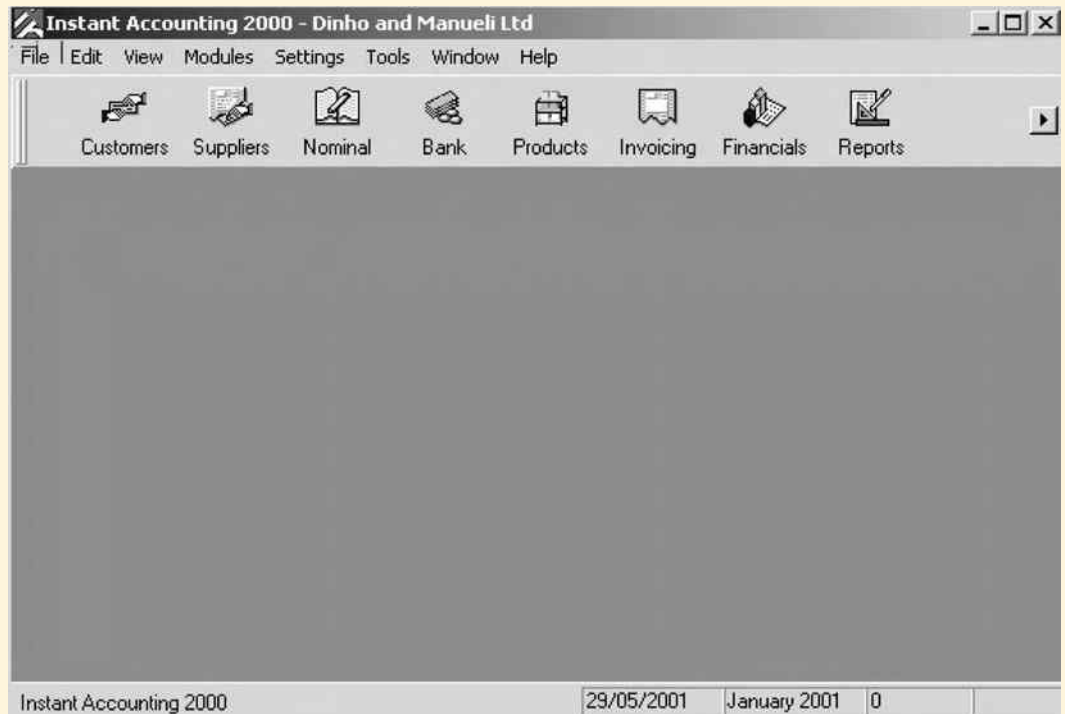 Instant Accounting 2000 - Dinho and Manueli Ltd
File Edit View Modules Settings Tools Window Help
Customers Suppliers Nominal Bank Products Invoicing Financials Reports
Instant Accounting 2000 29/05/2001 January 2001 0